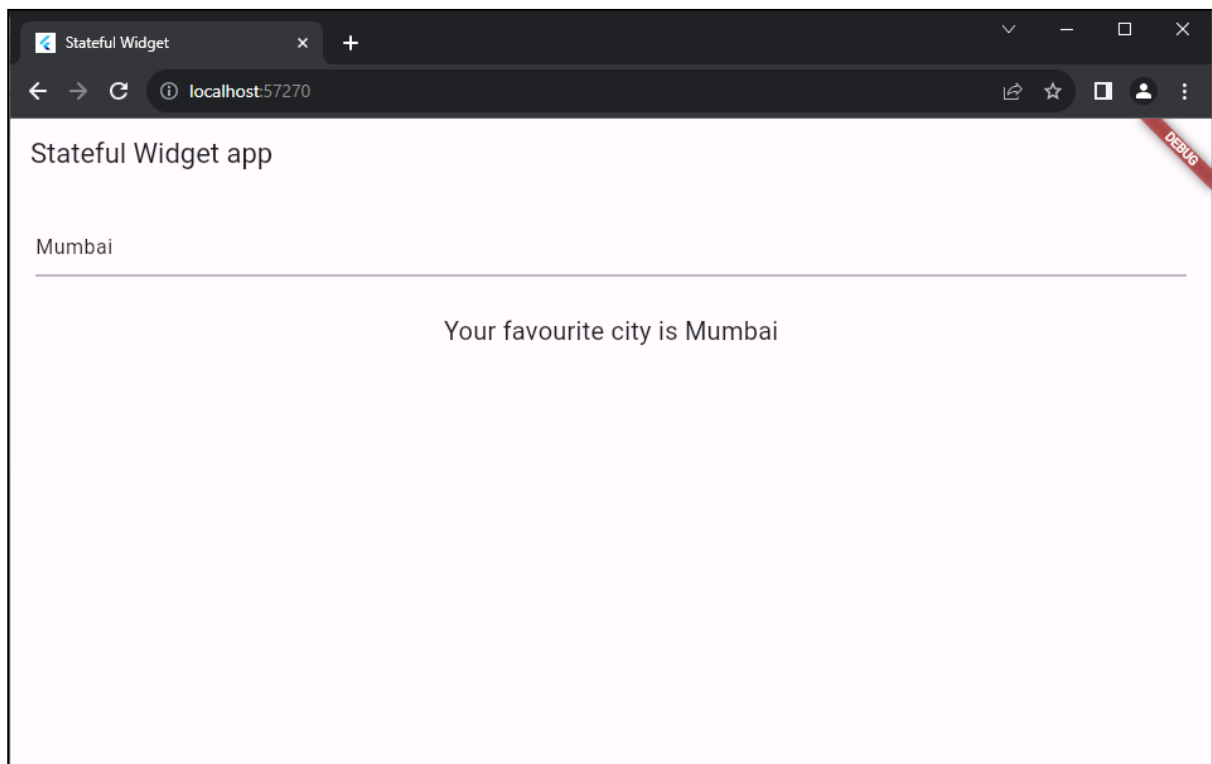 Stateful Widget
localhost:57270
Stateful Widget app
DEBUG
Mumbai
Your favourite city is Mumbai